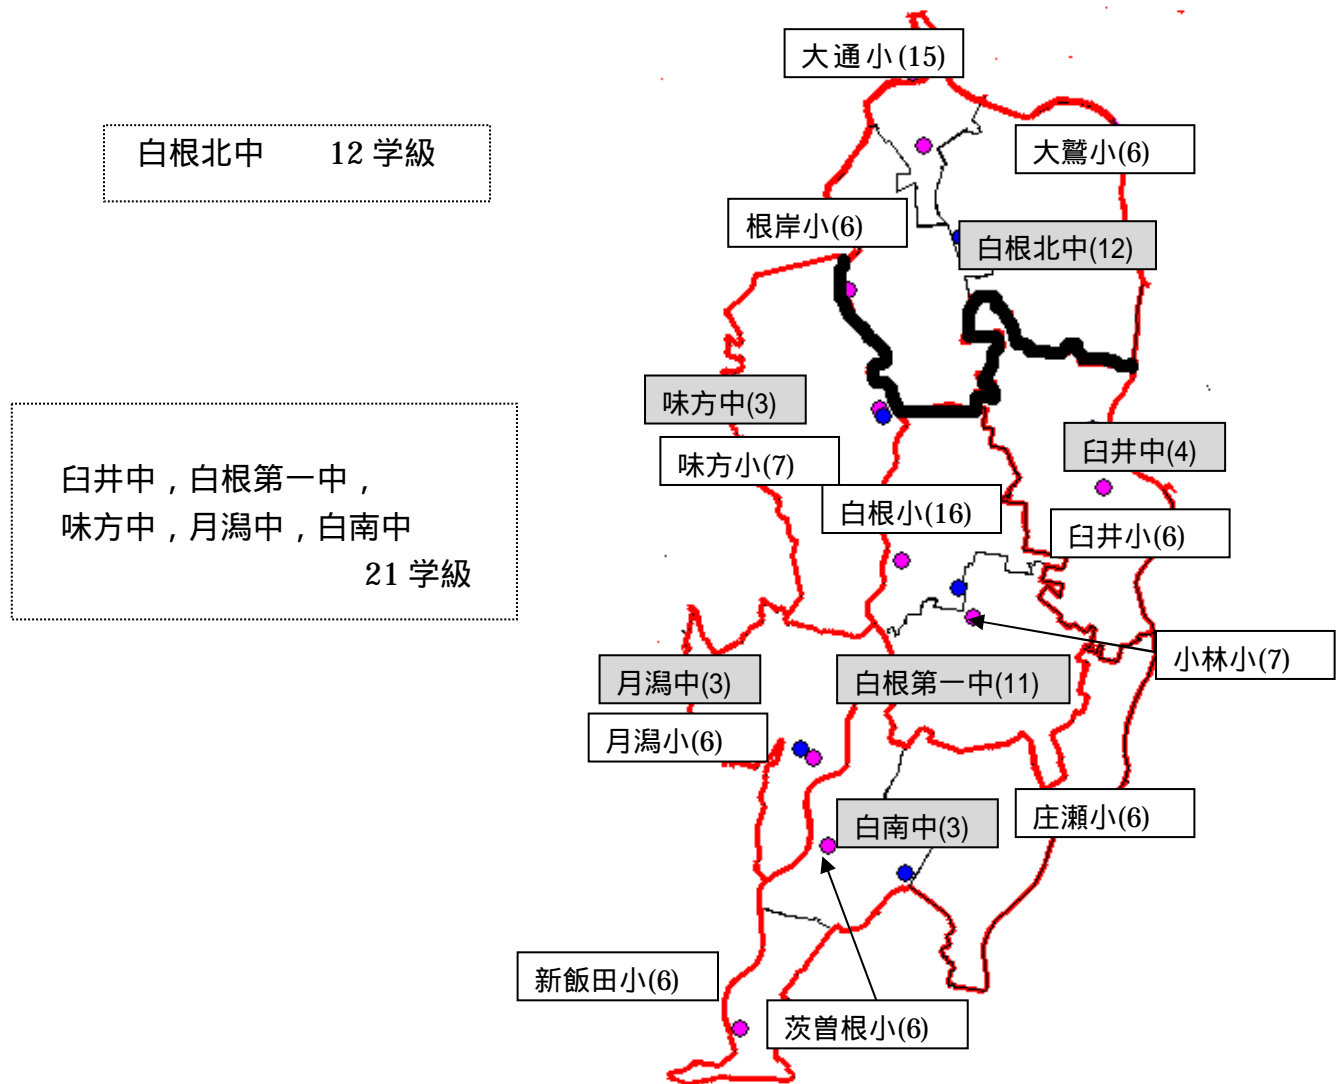 大通小(15)
白根北中　　12 学級
大鷲小(6)
根岸小(6)
白根北中(12)
味方中(3)
臼井中(4)
味方小(7)
臼井中，白根第一中，
味方中，月潟中，白南中
21 学級
白根小(16)
臼井小(6)
小林小(7)
月潟中(3)
白根第一中(11)
月潟小(6)
庄瀬小(6)
白南中(3)
新飯田小(6)
茨曽根小(6)